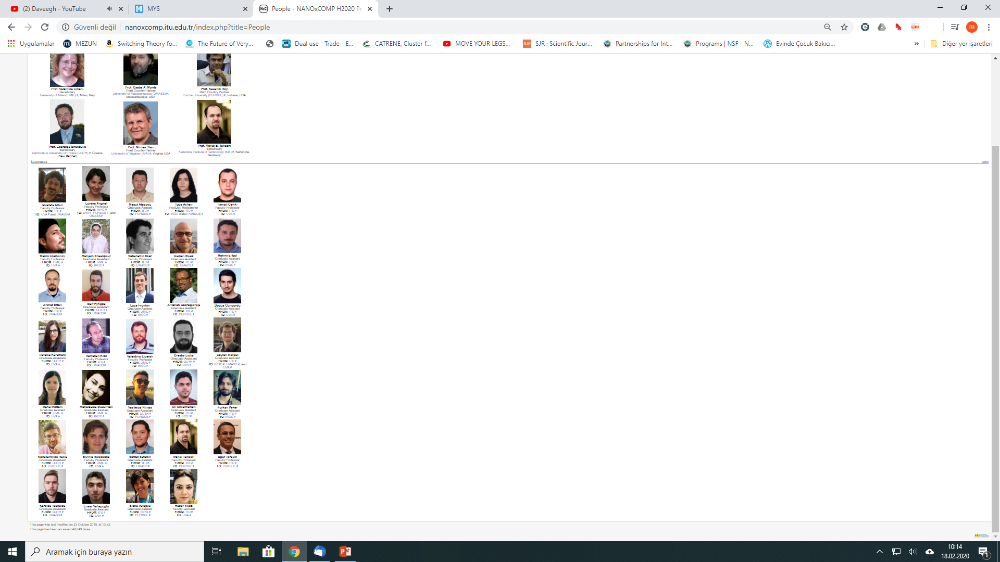 (2) Daveegh - YouTube
MYS
People - NANOxCOMP H2020 Pr
Güvenli değil
nanoxcomp.itu.edu.tr/index.php?title=People
m
Uygulamalar
MEZUN
Switching Theory fo...
The Future of Very...
Dual use - Trade - E...
CATRENE, Cluster f...
MOVE YOUR LEGS...
SJR : Scientific Jour...
Partnerships for Int...
Programs | NSF - N...
Evinde Çocuk Bakıcı...
»
Diğer yer işaretleri
Prof. Valentina Ciriani
Beneficiary
University of Milan (UMIL), Milan, Italy
Prof. Csaba A. Moritz
Third Country Partner
University of Massachusetts (UMASS),
Massachusetts, USA
Prof. Kaushik Roy
Third Country Partner
Purdue University (PURDUE), Indiana, USA
Prof. Georgios Sirakoulis
Beneficiary
Democritus University of Thrace (DUTH), Greece
(New Partner)
Prof. Mircea Stan
Third Country Partner
University of Virginia (UVA), Virginia USA
Prof. Mehdi B. Tahoori
Beneficiary
Karlsruhe Institute of Technology (KIT), Karlsruhe,
Germany
Secondees
[edit]
Mustafa Altun
Faculty Professor
FROM: ITU
TO: UVA and UMASS
Lorena Anghel
Faculty Professor
FROM: INPG
TO: UVA, PURDUE, and
UMASS
Mesut Atasoyu
Graduate Assistant
FROM: ITU
TO: PURDUE
Tuba Ayhan
PostDoc Researcher
FROM: ITU
TO: IROC and PURDUE
Ismail Cevik
Faculty Professor
FROM: ITU
TO: UVA
Marco Cremonini
Faculty Professor
FROM: UMIL
TO: UVA
Maryam Ehsanpour
Graduate Assistant
FROM: UMIL
TO: IROC
Sebahattin Eker
Faculty Professor
FROM: ITU
TO: UMASS
Osman Eksik
Graduate Assistant
FROM: ITU
TO: UMASS
Rahmi Elibol
Graduate Assistant
FROM: ITU
TO: IROC
Ahmet Erten
Faculty Professor
FROM: ITU
TO: UMASS
Iosif Fyrigos
Graduate Assistant
FROM: DUTH
TO: UMASS
Luca Frontini
Graduate Assistant
FROM: UMIL
TO: IROC
Anteneh Gebregiorgis
Graduate Assistant
FROM: KIT
TO: PURDUE
Dogus Gungordu
Graduate Assistant
FROM: ITU
TO: UVA
Rafailia Karamani
Graduate Assistant
FROM: DUTH
TO: UVA
Ramazan Kizil
Faculty Professor
FROM: ITU
TO: UMASS
Valentino Liberali
Faculty Professor
FROM: UMIL
TO: IROC
Orestis Liolis
Graduate Assistant
FROM: DUTH
TO: UVA
Ceylan Morgul
Graduate Assistant
FROM: ITU
TO: IROC, UMASS, and
UVA
Maria Molteni
Graduate Assistant
FROM: UMIL
TO: UVA
Marialessia Musumeci
Graduate Assistant
FROM: UMIL
TO: IROC
Vasileios Ntinas
Graduate Assistant
FROM: DUTH
TO: PURDUE
Ali Ozkahraman
Graduate Assistant
FROM: ITU
TO: IROC
Furkan Peker
Graduate Assistant
FROM: ITU
TO: IROC
Konstantinos Rallis
Graduate Assistant
FROM: DUTH
TO: PURDUE
Elvinia Riccobene
Faculty Professor
FROM: UMIL
TO: UVA
Serzat Safaltin
Graduate Assistant
FROM: ITU
TO: UMASS
Mehdi Tahoori
Faculty Professor
FROM: KIT
TO: PURDUE
Ugur Toreyin
Faculty Professor
FROM: ITU
TO: PURDUE
Karolos Tsakalos
Graduate Assistant
FROM: DUTH
TO: UMASS
Ensar Vahapoglu
Graduate Assistant
FROM: ITU
TO: UVA
Elena Vatajelu
Graduate Assistant
FROM: INPG
TO: PURDUE
Hacer Yildiz
Faculty Lecturer
FROM: ITU
TO: UVA
This page was last modified on 23 October 2019, at 13:53.
This page has been accessed 49,049 times.
Aramak için buraya yazın
10:14
18.02.2020
1